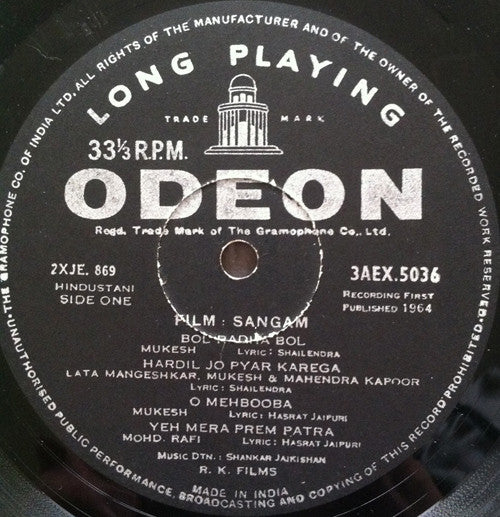 UNAUTHORISED PUBLIC PERFORMANCE, BROADCASTING AND COPYING OF THIS RECORD PROHIBITED. THE GRAMOPHONE CO. OF INDIA LTD. ALL RIGHTS OF THE MANUFACTURER AND OF THE OWNER OF THE RECORDED WORK RESERVED.
LONG PLAYING
TRADE MARK
33⅓ R.P.M.
ODEON
Regd. Trade Mark of The Gramophone Co., Ltd.
2XJE. 869
3AEX.5036
HINDUSTANI
SIDE ONE
RECORDING FIRST
PUBLISHED 1964
FILM : SANGAM
BOL RADHA BOL
MUKESH LYRIC: SHAILENDRA
HARDIL JO PYAR KAREGA
LATA MANGESHKAR, MUKESH & MAHENDRA KAPOOR
LYRIC: SHAILENDRA
O MEHBOOBA
MUKESH LYRIC: HASRAT JAIPURI
YEH MERA PREM PATRA
MOHD. RAFI LYRIC: HASRAT JAIPURI
MUSIC DTN.: SHANKAR JAIKISHAN
R. K. FILMS
MADE IN INDIA